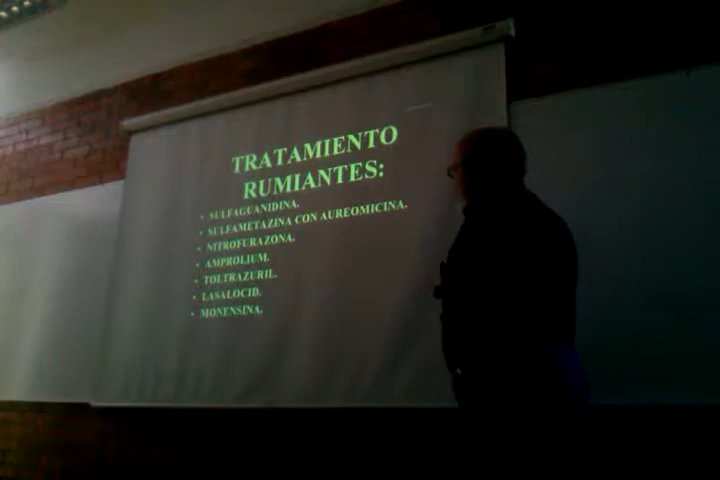 TRATAMIENTO
RUMIANTES:
• SULFAGUANIDINA.
• SULFAMETAZINA CON AUREOMICINA.
• NITROFURAZONA.
• AMPROLIUM.
• TOLTRAZURIL.
• LASALOCID.
• MONENSINA.